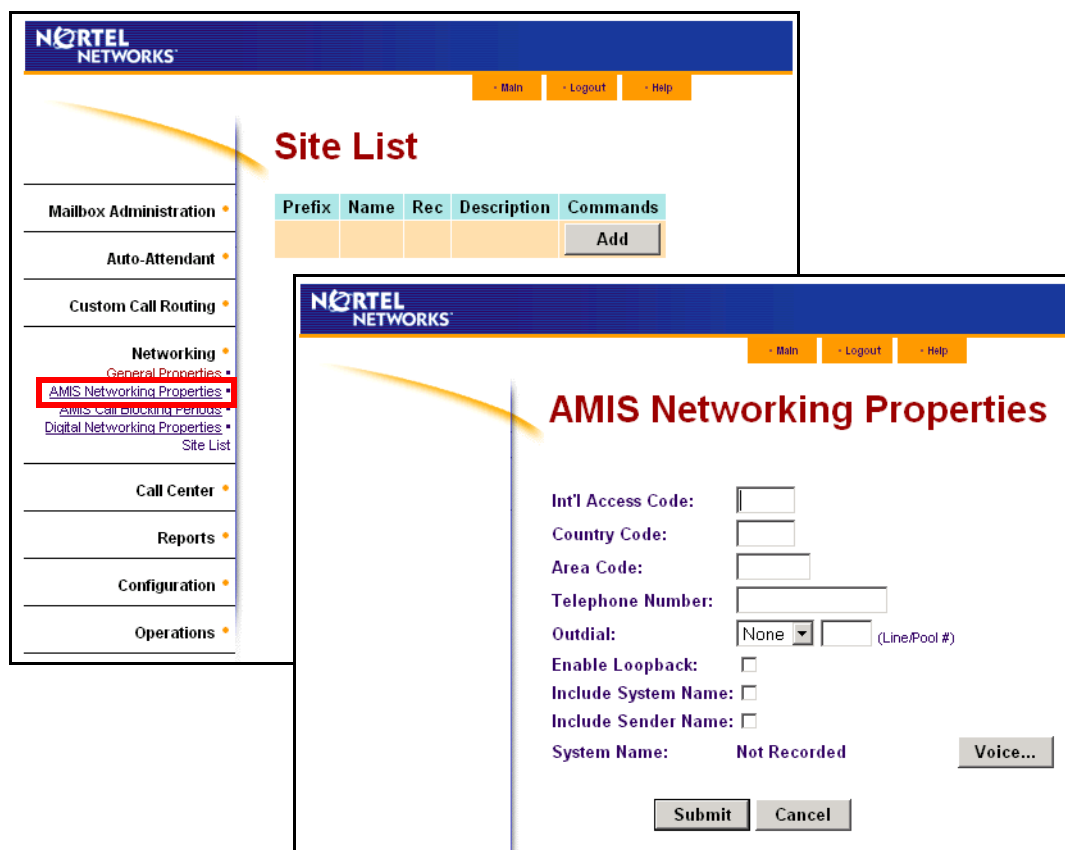 NORTEL
NETWORKS
Main Logout Help
Site List
Prefix Name Rec Description Commands
Add
Mailbox Administration
Auto-Attendant
Custom Call Routing
Networking
General Properties
AMIS Networking Properties
AMIS Call Blocking Periods
Digital Networking Properties
Site List
Call Center
Reports
Configuration
Operations
NORTEL
NETWORKS
Main Logout Help
AMIS Networking Properties
Int'l Access Code:
Country Code:
Area Code:
Telephone Number:
Outdial: None (Line/Pool #)
Enable Loopback:
Include System Name:
Include Sender Name:
System Name: Not Recorded Voice...
Submit Cancel